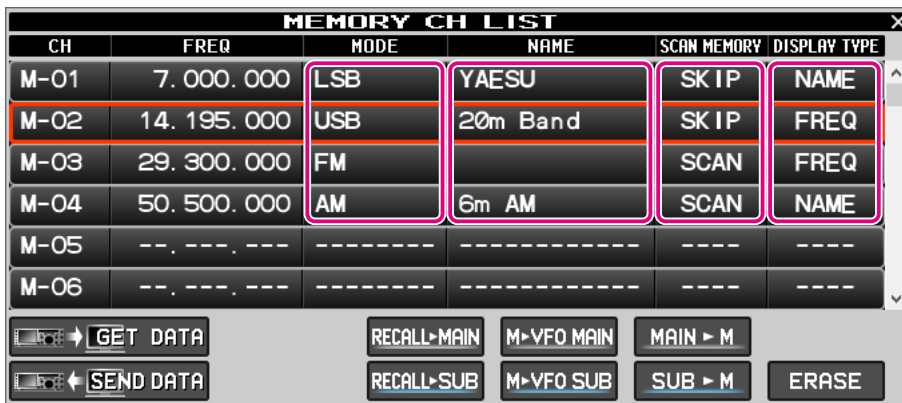 MEMORY CH LIST X
CH FREQ MODE NAME SCAN MEMORY DISPLAY TYPE
M-01 7.000.000 LSB YAESU SKIP NAME
M-02 14.195.000 USB 20m Band SKIP FREQ
M-03 29.300.000 FM SCAN FREQ
M-04 50.500.000 AM 6m AM SCAN NAME
M-05 --.---.--- -------- ------------ ---- ----
M-06 --.---.--- -------- ------------ ---- ----
GET DATA RECALL►MAIN M►VFO MAIN MAIN ► M
SEND DATA RECALL►SUB M►VFO SUB SUB ► M ERASE